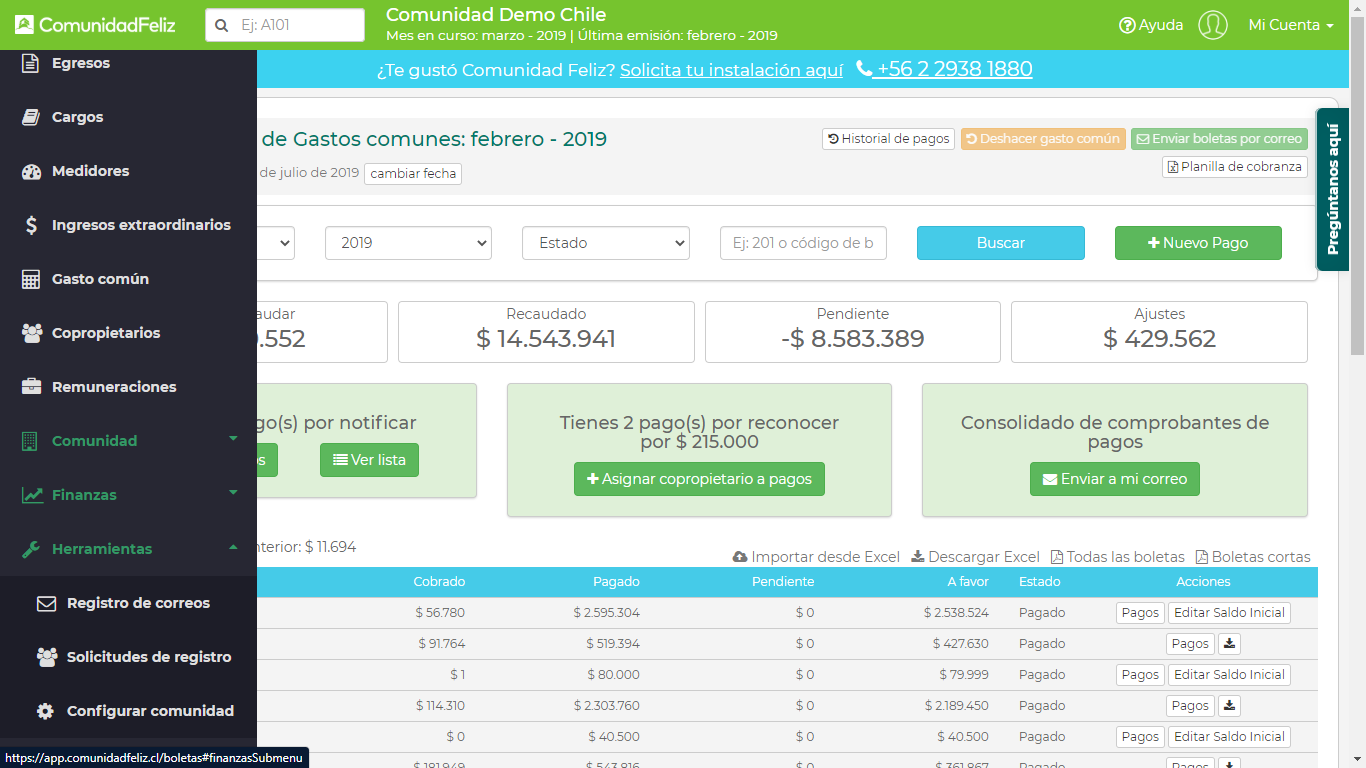 ComunidadFeliz
Ej: A101
Comunidad Demo Chile
Mes en curso: marzo - 2019 | Última emisión: febrero - 2019
Ayuda
Mi Cuenta
¿Te gustó Comunidad Feliz? Solicita tu instalación aquí +56 2 2938 1880
Egresos
Cargos
Medidores
Ingresos extraordinarios
Gasto común
Copropietarios
Remuneraciones
Comunidad
Finanzas
Herramientas
Registro de correos
Solicitudes de registro
Configurar comunidad
https://app.comunidadfeliz.cl/boletas#finanzasSubmenu
de Gastos comunes: febrero - 2019
Historial de pagos
Deshacer gasto común
Enviar boletas por correo
de julio de 2019
cambiar fecha
Planilla de cobranza
Pregúntanos aquí
2019
Estado
Ej: 201 o código de b
Buscar
Nuevo Pago
audar
.552
Recaudado
$ 14.543.941
Pendiente
-$ 8.583.389
Ajustes
$ 429.562
go(s) por notificar
os
Ver lista
Tienes 2 pago(s) por reconocer
por $ 215.000
Asignar copropietario a pagos
Consolidado de comprobantes de
pagos
Enviar a mi correo
nterior: $ 11.694
Importar desde Excel Descargar Excel Todas las boletas Boletas cortas
Cobrado Pagado Pendiente A favor Estado Acciones
$ 56.780 $ 2.595.304 $ 0 $ 2.538.524 Pagado Pagos Editar Saldo Inicial
$ 91.764 $ 519.394 $ 0 $ 427.630 Pagado Pagos
$ 1 $ 80.000 $ 0 $ 79.999 Pagado Pagos Editar Saldo Inicial
$ 114.310 $ 2.303.760 $ 0 $ 2.189.450 Pagado Pagos
$ 0 $ 40.500 $ 0 $ 40.500 Pagado Pagos Editar Saldo Inicial
$ 181.949 $ 543.816 $ 0 $ 361.867 Pagado Pagos